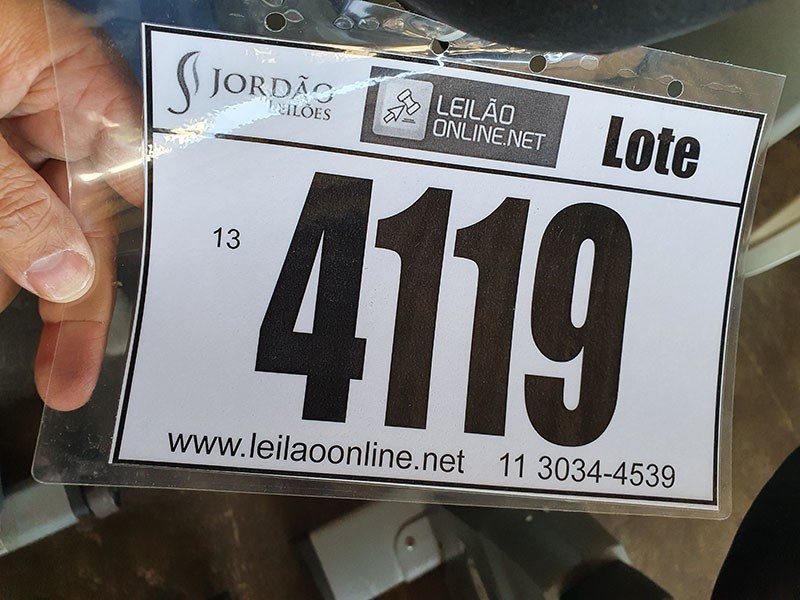 JORDÃO
LEILÕES
LEILÃO
ONLINE.NET
Lote
13
4119
www.leilaoonline.net 11 3034-4539